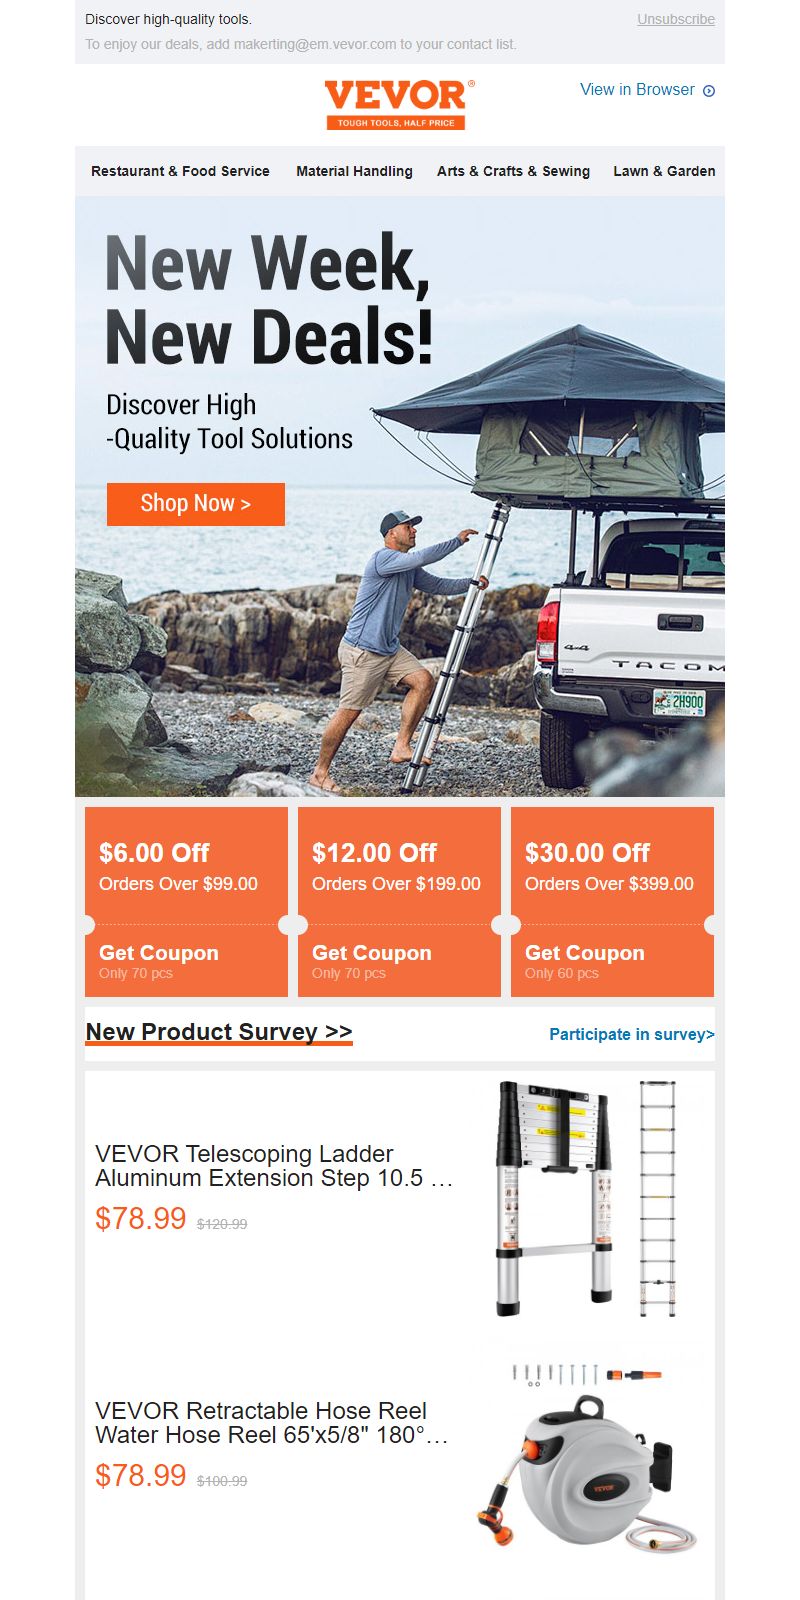 Discover high-quality tools.
Unsubscribe
To enjoy our deals, add makerting@em.vevor.com to your contact list.
VEVOR®
TOUGH TOOLS, HALF PRICE
View in Browser
Restaurant & Food Service
Material Handling
Arts & Crafts & Sewing
Lawn & Garden
New Week,
New Deals!
Discover High
-Quality Tool Solutions
Shop Now >
4x4
TACOM
2H900
$6.00 Off
Orders Over $99.00
Get Coupon
Only 70 pcs
$12.00 Off
Orders Over $199.00
Get Coupon
Only 70 pcs
$30.00 Off
Orders Over $399.00
Get Coupon
Only 60 pcs
New Product Survey >>
Participate in survey>
VEVOR Telescoping Ladder
Aluminum Extension Step 10.5 ...
$78.99 $120.99
VEVOR Retractable Hose Reel
Water Hose Reel 65'x5/8" 180°...
$78.99 $100.99
VEVOR